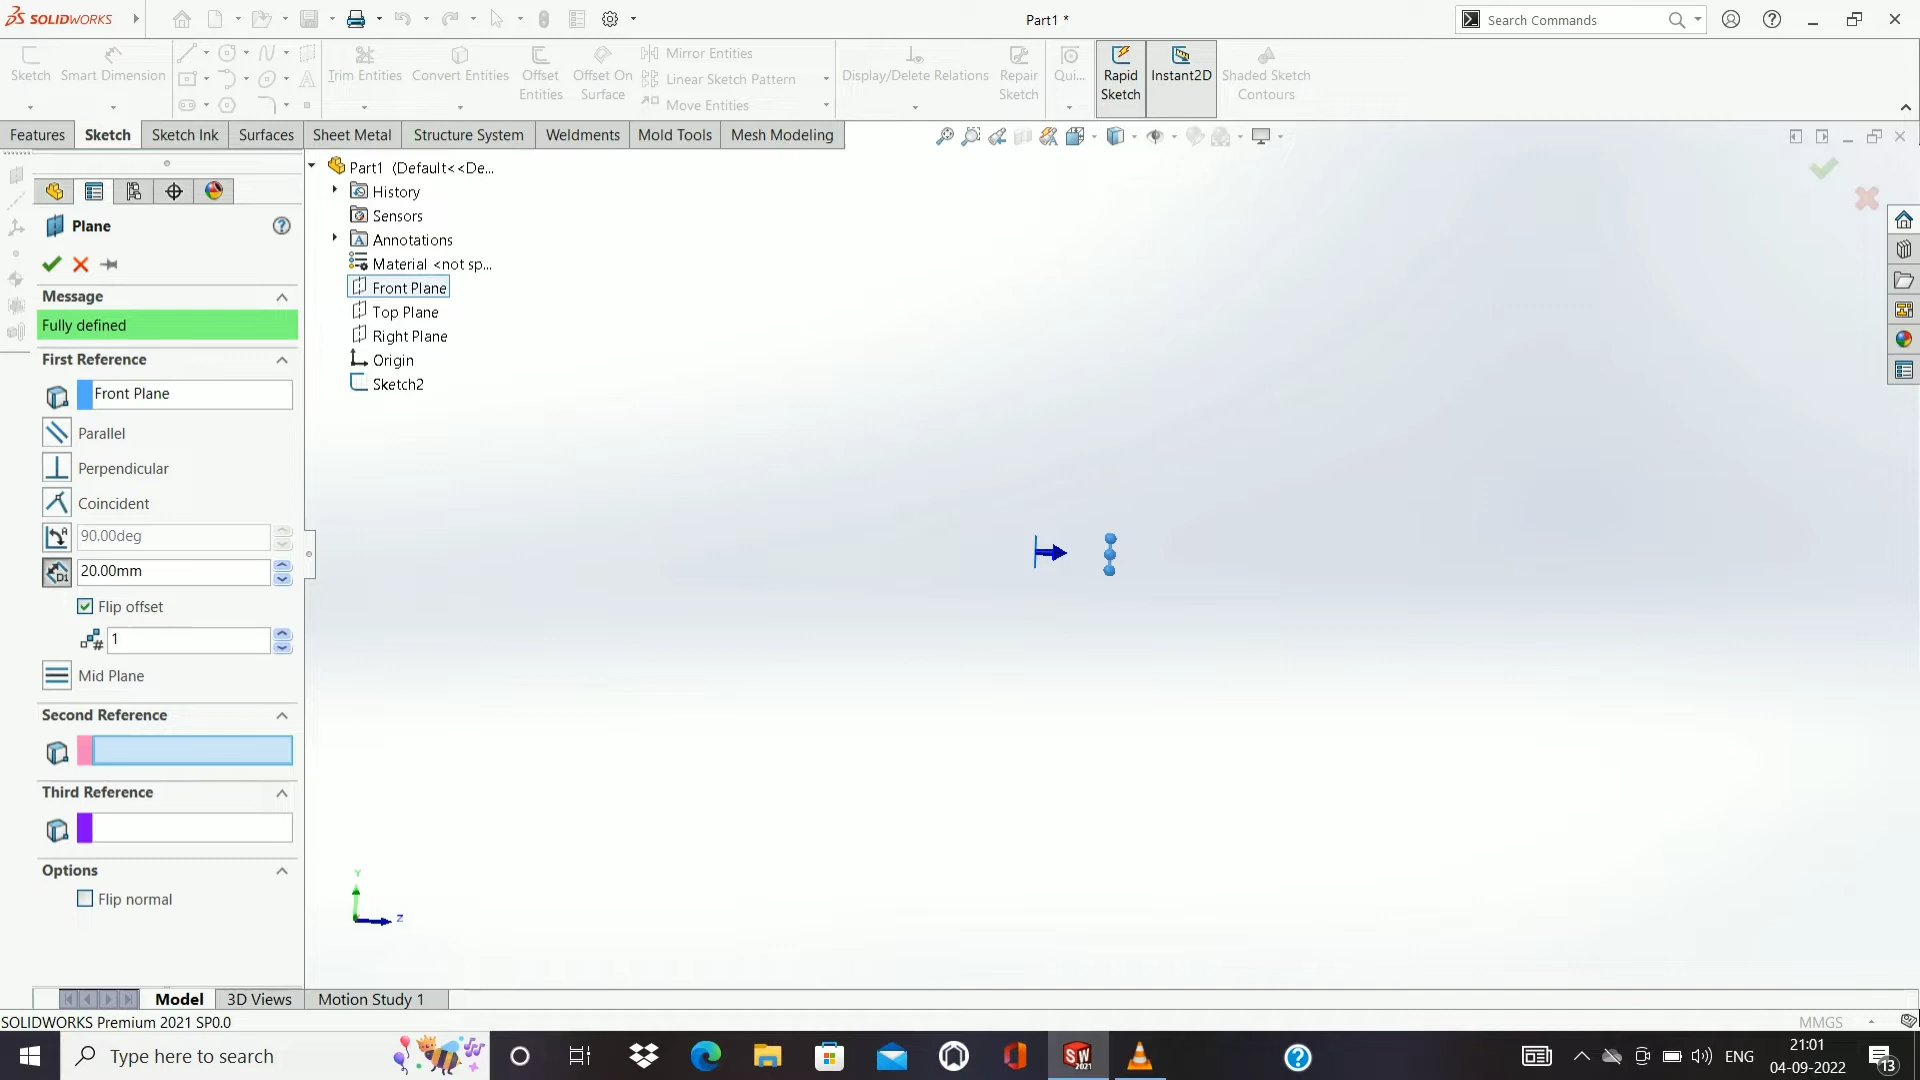 SOLIDWORKS
Part1 *
Search Commands
Sketch
Smart Dimension
Trim Entities
Convert Entities
Offset Entities
Offset On Surface
Mirror Entities
Linear Sketch Pattern
Move Entities
Display/Delete Relations
Repair Sketch
Qui...
Rapid Sketch
Instant2D
Shaded Sketch Contours
Features
Sketch
Sketch Ink
Surfaces
Sheet Metal
Structure System
Weldments
Mold Tools
Mesh Modeling
Plane
Message
Fully defined
First Reference
Front Plane
Parallel
Perpendicular
Coincident
90.00deg
20.00mm
Flip offset
1
Mid Plane
Second Reference
Third Reference
Options
Flip normal
Part1 (Default<<De...
History
Sensors
Annotations
Material <not sp...
Front Plane
Top Plane
Right Plane
Origin
Sketch2
Y
Z
Model
3D Views
Motion Study 1
SOLIDWORKS Premium 2021 SP0.0
MMGS
Type here to search
SW
2021
ENG
21:01
04-09-2022
13